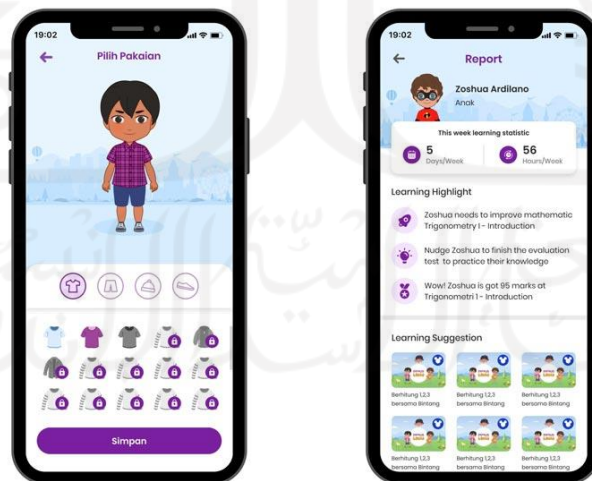 19:02
Pilih Pakaian
Simpan
19:02
Report
Zoshua Ardilano
Anak
This week learning statistic
5
Days/Week
56
Hours/Week
Learning Highlight
Zoshua needs to improve mathematic
Trigonometry I - Introduction
Nudge Zoshua to finish the evaluation
test to practice their knowledge
Wow! Zoshua is got 95 marks at
Trigonometri 1 - Introduction
Learning Suggestion
Berhitung 1,2,3
bersama Bintang
Berhitung 1,2,3
bersama Bintang
Berhitung 1,2,3
bersama Bintang
Berhitung 1,2,3
bersama Bintang
Berhitung 1,2,3
bersama Bintang
Berhitung 1,2,3
bersama Bintang